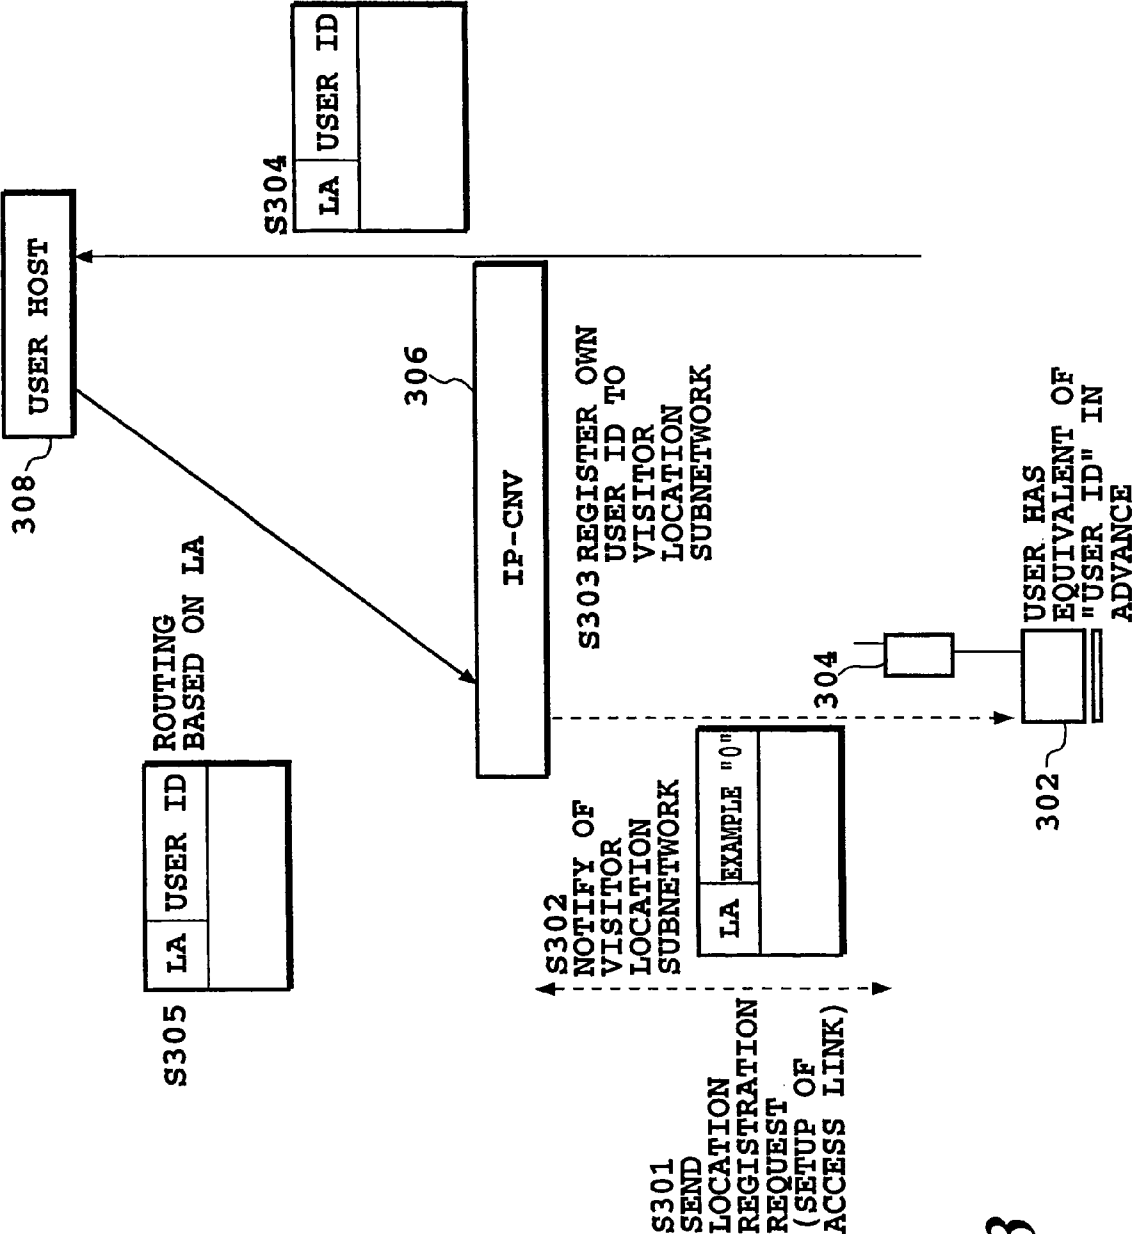 S301
SEND
LOCATION
REGISTRATION
REQUEST
(SETUP OF
ACCESS LINK)
S302
NOTIFY OF
VISITOR
LOCATION
SUBNETWORK
LA EXAMPLE "0"
S305
LA USER ID
ROUTING
BASED ON LA
302
304
USER HAS
EQUIVALENT OF
"USER ID" IN
ADVANCE
IP-CNV
306
S303 REGISTER OWN
USER ID TO
VISITOR
LOCATION
SUBNETWORK
308
USER HOST
S304
LA USER ID
3